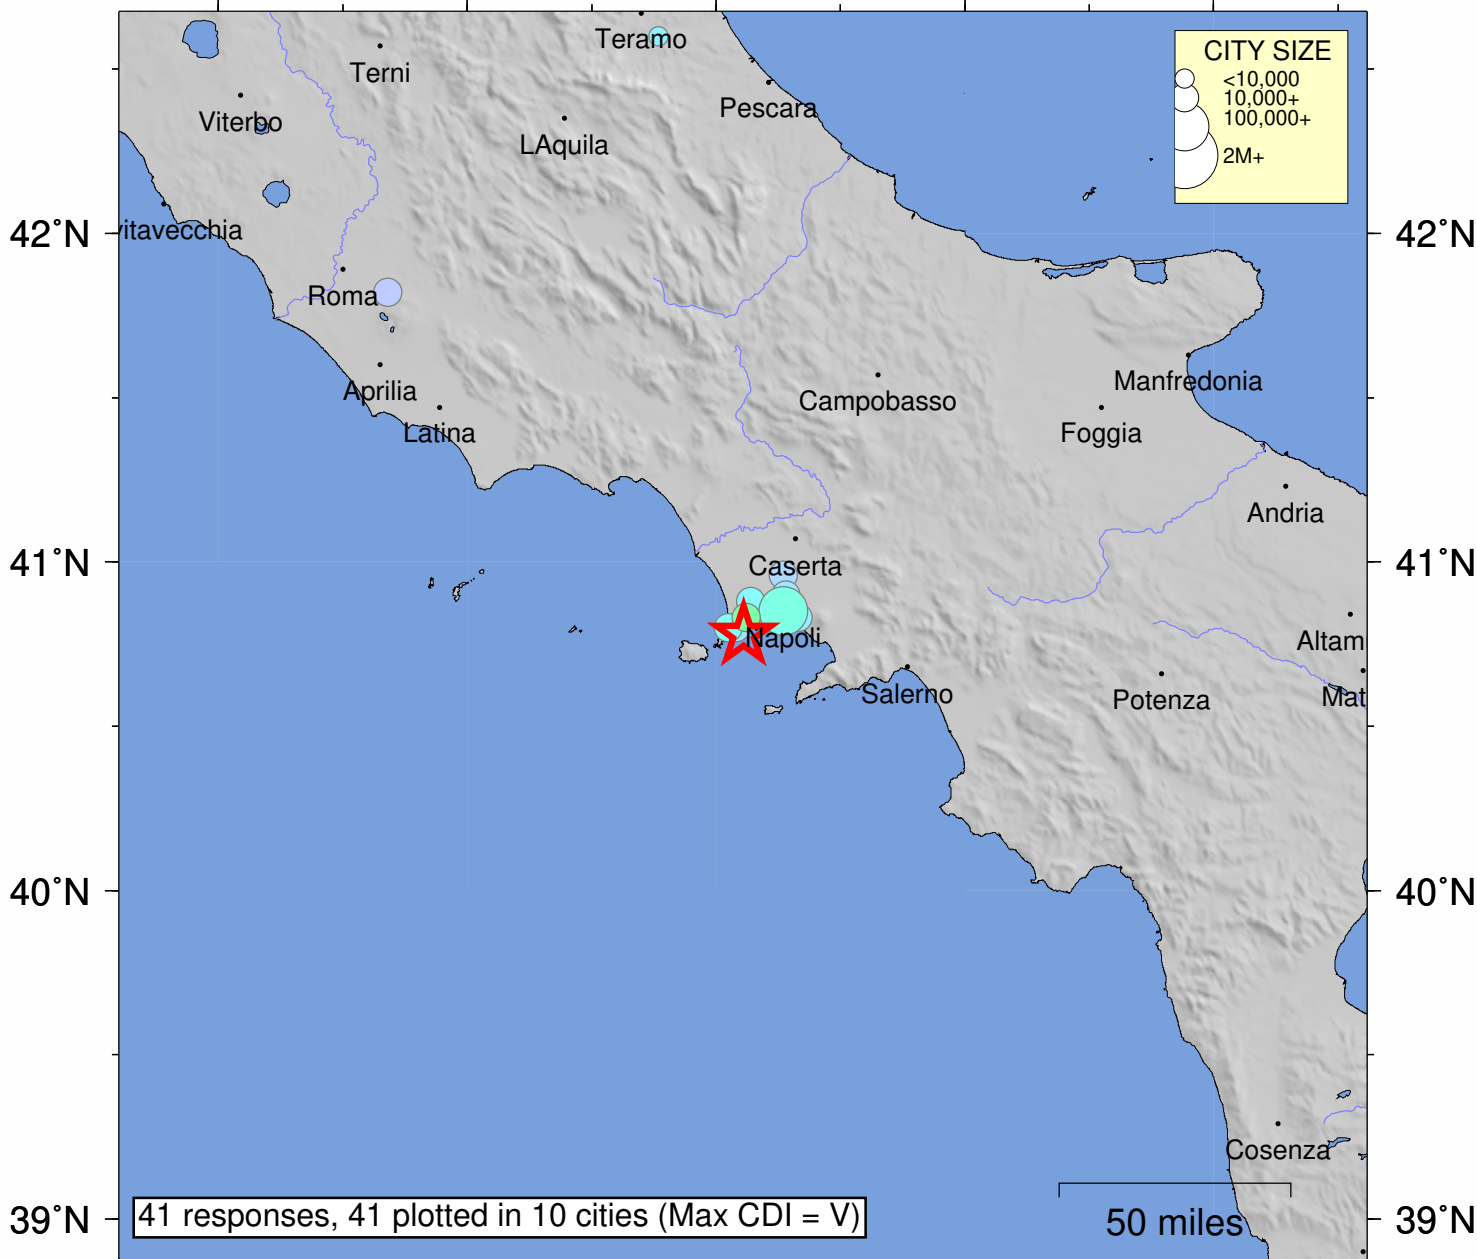 Teramo
Terni
Pescara
Viterbo
LAquila
CITY SIZE
<10,000
10,000+
100,000+
2M+
42°N
vitavecchia
42°N
Roma
Aprilia
Latina
Campobasso
Manfredonia
Foggia
Andria
41°N
Caserta
41°N
Napoli
Altam
Salerno
Potenza
Mat
40°N
40°N
Cosenza
39°N
41 responses, 41 plotted in 10 cities (Max CDI = V)
50 miles
39°N